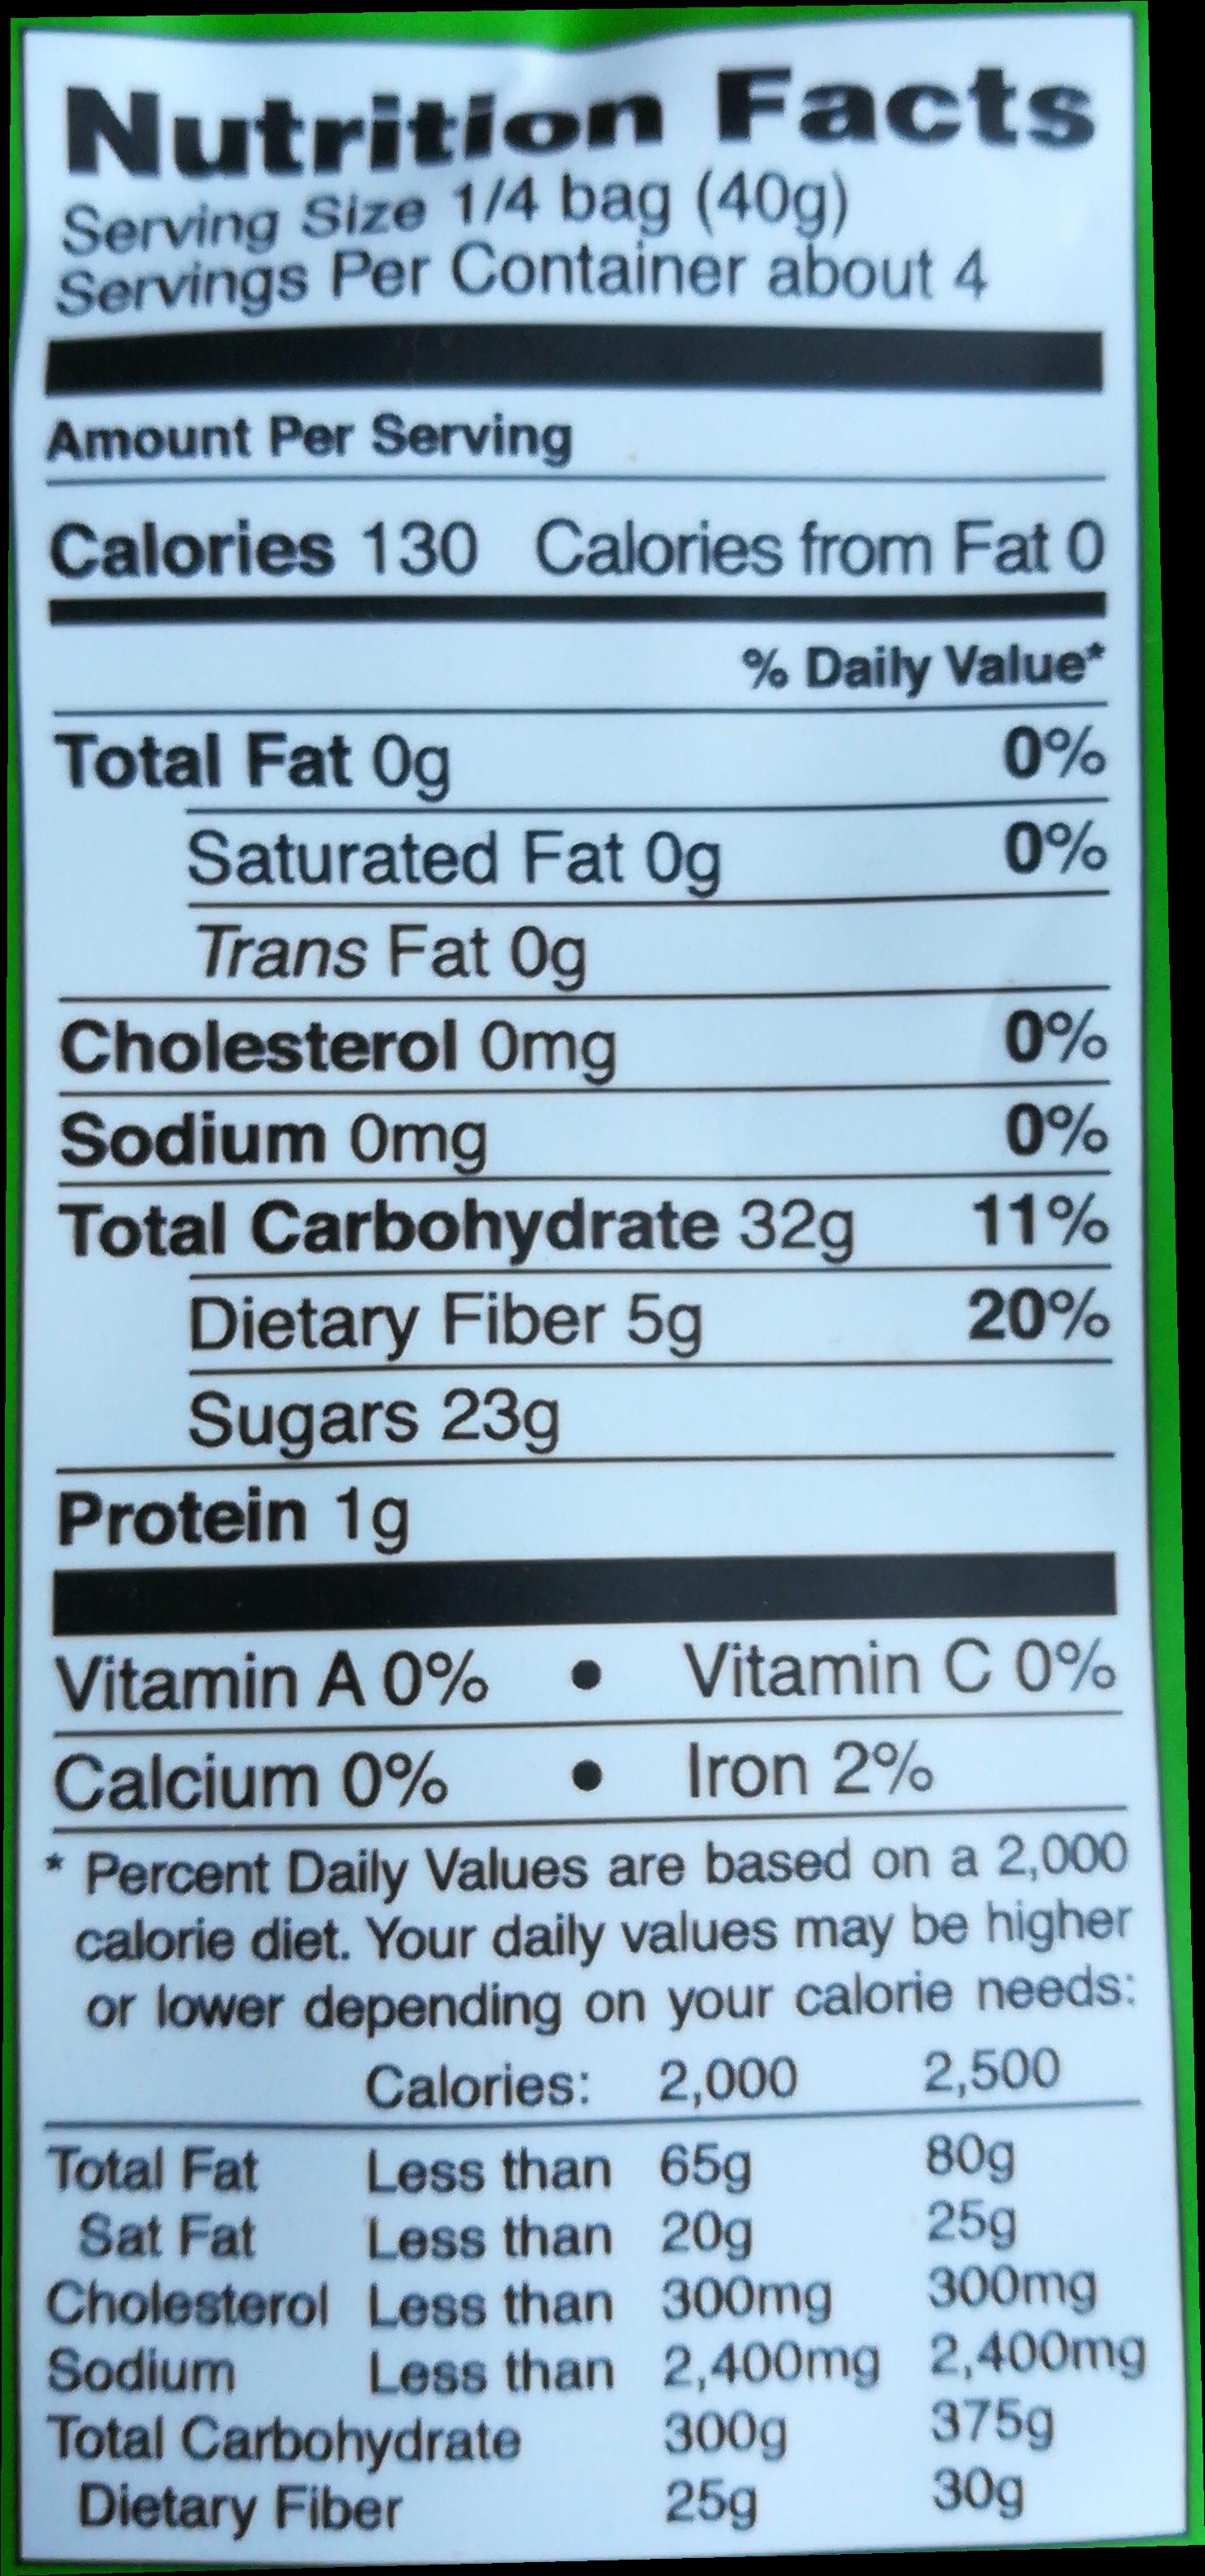 Nutrition Facts
Serving Size 1/4 bag (40g)
Servings Per Container about 4
Amount Per Serving
Calories 130 Calories from Fat 0
% Daily Value*
Total Fat 0g 0%
Saturated Fat 0g 0%
Trans Fat 0g
Cholesterol 0mg 0%
Sodium 0mg 0%
Total Carbohydrate 32g 11%
Dietary Fiber 5g 20%
Sugars 23g
Protein 1g
Vitamin A 0% • Vitamin C 0%
Calcium 0% • Iron 2%
* Percent Daily Values are based on a 2,000
calorie diet. Your daily values may be higher
or lower depending on your calorie needs:
Calories: 2,000 2,500
Total Fat Less than 65g 80g
Sat Fat Less than 20g 25g
Cholesterol Less than 300mg 300mg
Sodium Less than 2,400mg 2,400mg
Total Carbohydrate 300g 375g
Dietary Fiber 25g 30g